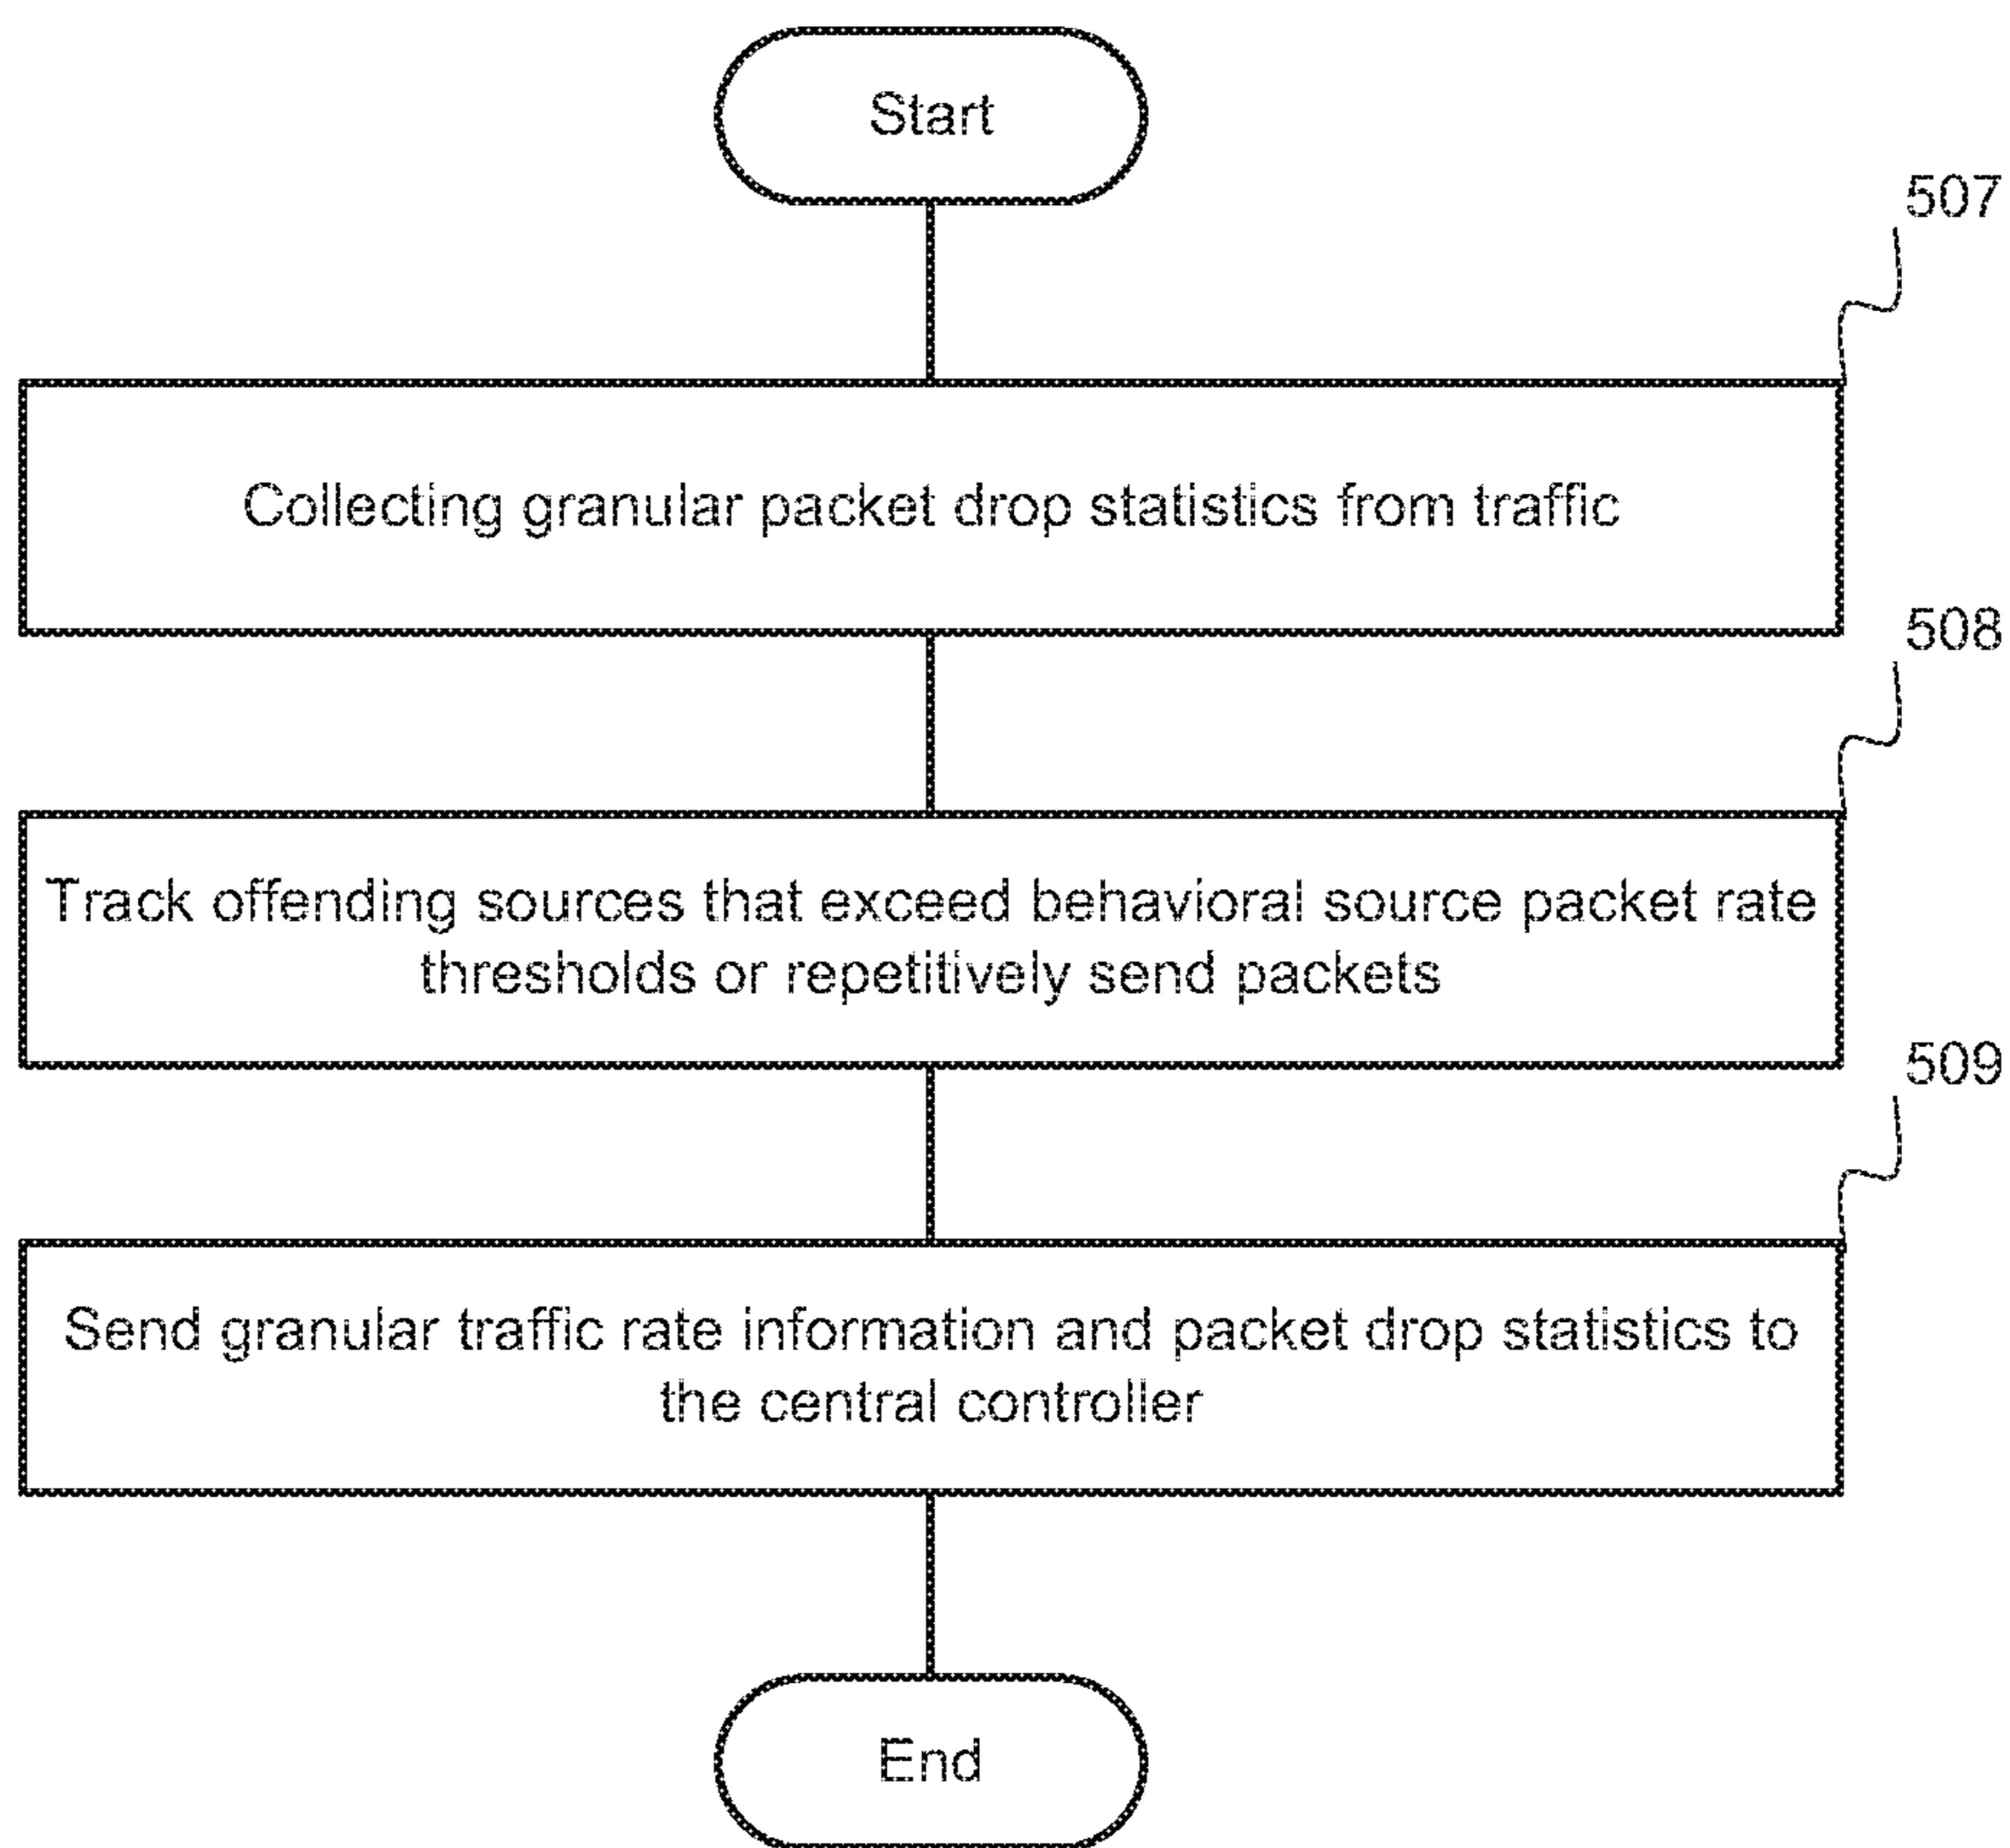 Start
507
Collecting granular packet drop statistics from traffic
508
Track offending sources that exceed behavioral source packet rate
thresholds or repetitively send packets
509
Send granular traffic rate information and packet drop statistics to
the central controller
End